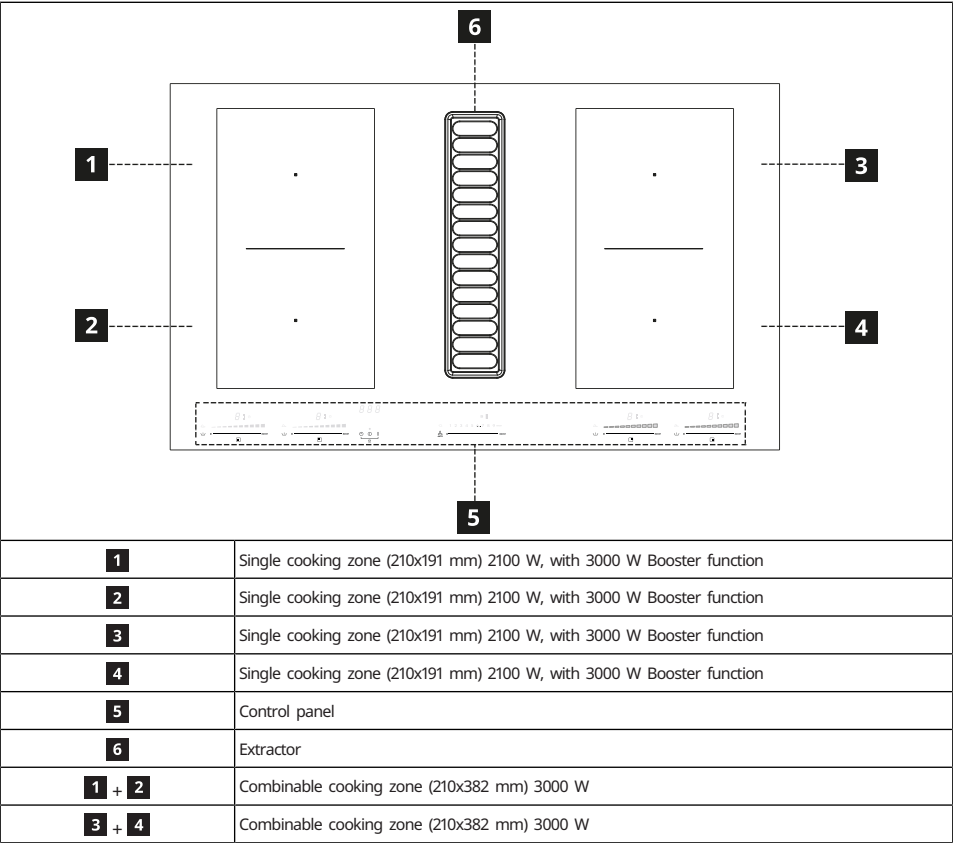 6
1
3
2
4
5
1 Single cooking zone (210x191 mm) 2100 W, with 3000 W Booster function
2 Single cooking zone (210x191 mm) 2100 W, with 3000 W Booster function
3 Single cooking zone (210x191 mm) 2100 W, with 3000 W Booster function
4 Single cooking zone (210x191 mm) 2100 W, with 3000 W Booster function
5 Control panel
6 Extractor
1 + 2 Combinable cooking zone (210x382 mm) 3000 W
3 + 4 Combinable cooking zone (210x382 mm) 3000 W